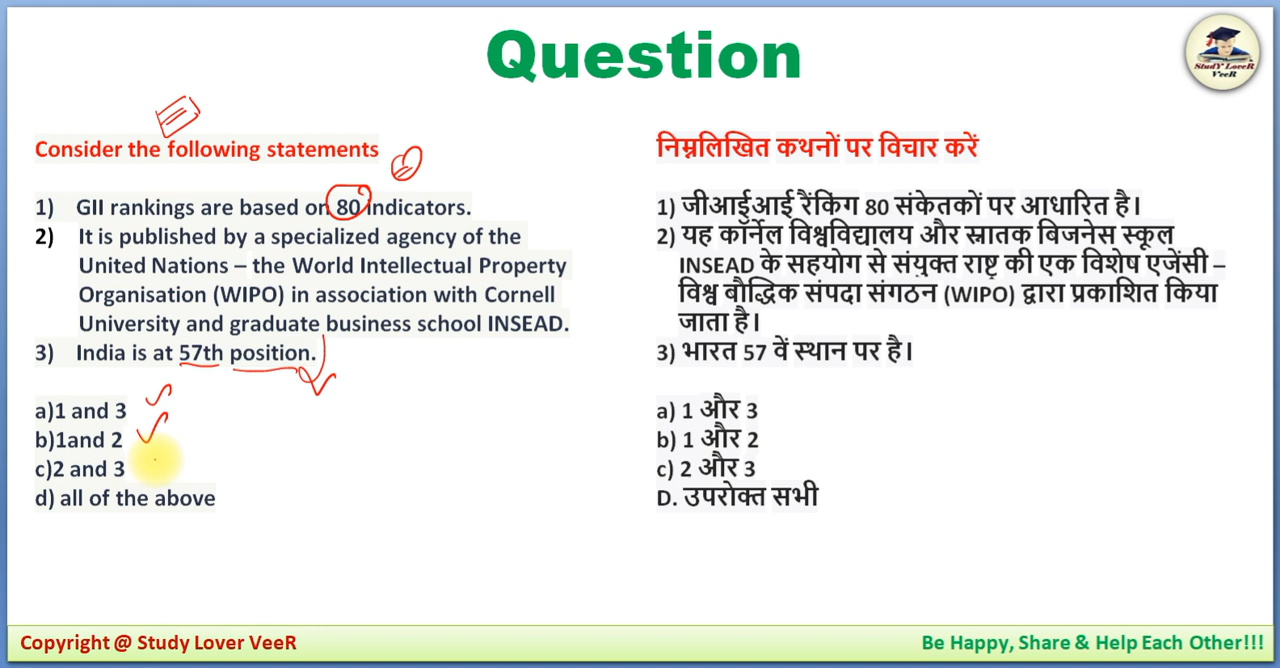 Question
StudY LoveR
VeeR
Consider the following statements
1) GII rankings are based on 80 indicators.
2) It is published by a specialized agency of the
United Nations – the World Intellectual Property
Organisation (WIPO) in association with Cornell
University and graduate business school INSEAD.
3) India is at 57th position.
a)1 and 3
b)1and 2
c)2 and 3
d) all of the above
निम्नलिखित कथनों पर विचार करें
1) जीआईआई रैंकिंग 80 संकेतकों पर आधारित है।
2) यह कॉर्नेल विश्वविद्यालय और स्नातक बिजनेस स्कूल
INSEAD के सहयोग से संयुक्त राष्ट्र की एक विशेष एजेंसी –
विश्व बौद्धिक संपदा संगठन (WIPO) द्वारा प्रकाशित किया
जाता है।
3) भारत 57 वें स्थान पर है।
a) 1 और 3
b) 1 और 2
c) 2 और 3
D. उपरोक्त सभी
Copyright @ Study Lover VeeR
Be Happy, Share & Help Each Other!!!